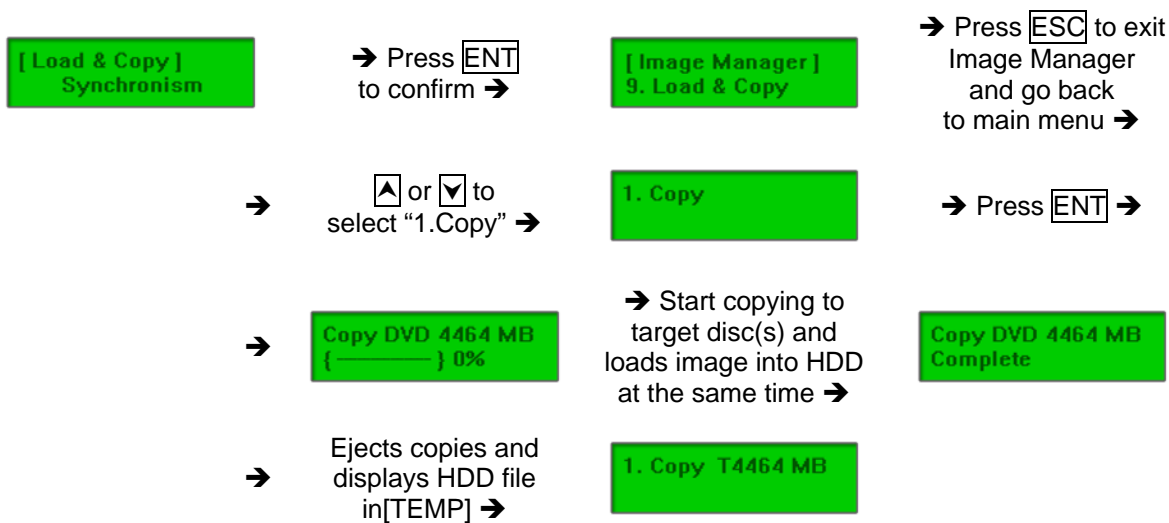 [ Load & Copy ]
Synchronism
➔ Press ENT
to confirm ➔
[ Image Manager ]
9. Load & Copy
➔ Press ESC to exit
Image Manager
and go back
to main menu ➔
➔
⮝ or ⮟ to
select “1.Copy” ➔
1. Copy
➔ Press ENT ➔
➔
Copy DVD 4464 MB
{ ———— } 0%
➔ Start copying to
target disc(s) and
loads image into HDD
at the same time ➔
Copy DVD 4464 MB
Complete
➔
Ejects copies and
displays HDD file
in[TEMP] ➔
1. Copy T4464 MB